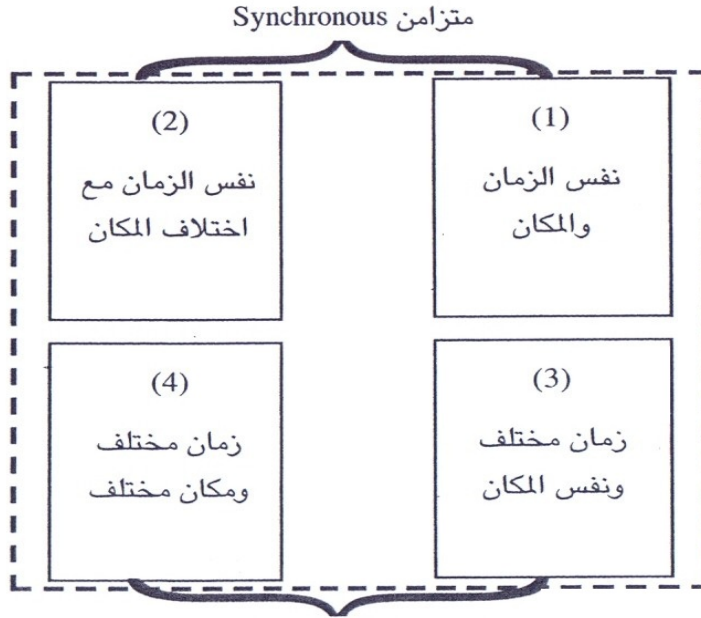 متزامن Synchronous
(1)
نفس الزمان
والمكان
(2)
نفس الزمان مع
اختلاف المكان
(3)
زمان مختلف
ونفس المكان
(4)
زمان مختلف
ومكان مختلف